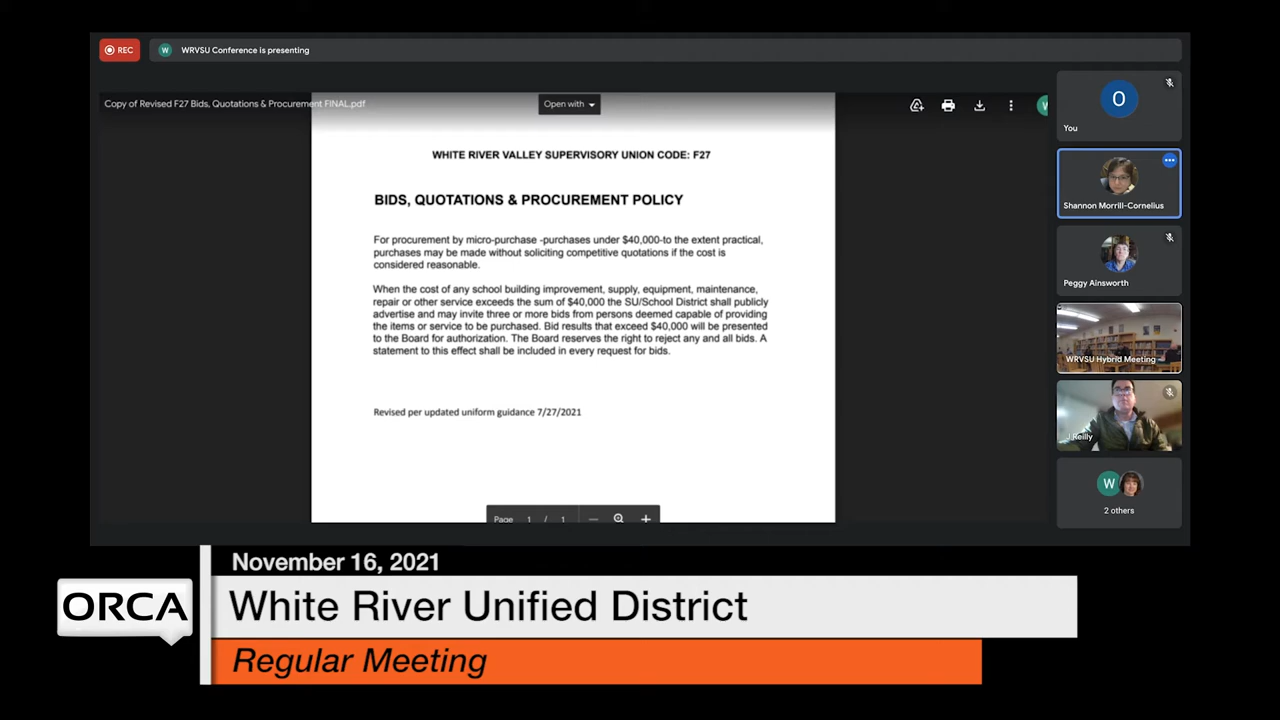 REC
W
WRVSU Conference is presenting
Copy of Revised F27 Bids, Quotations & Procurement FINAL.pdf
Open with
W
WHITE RIVER VALLEY SUPERVISORY UNION CODE: F27
BIDS, QUOTATIONS & PROCUREMENT POLICY
For procurement by micro-purchase -purchases under $40,000-to the extent practical,
purchases may be made without soliciting competitive quotations if the cost is
considered reasonable.
When the cost of any school building improvement, supply, equipment, maintenance,
repair or other service exceeds the sum of $40,000 the SU/School District shall publicly
advertise and may invite three or more bids from persons deemed capable of providing
the items or service to be purchased. Bid results that exceed $40,000 will be presented
to the Board for authorization. The Board reserves the right to reject any and all bids. A
statement to this effect shall be included in every request for bids.
Revised per updated uniform guidance 7/27/2021
Page 1 / 1
O
You
Shannon Morrill-Cornelius
Peggy Ainsworth
WRVSU Hybrid Meeting
J Reilly
W
2 others
November 16, 2021
ORCA
White River Unified District
Regular Meeting